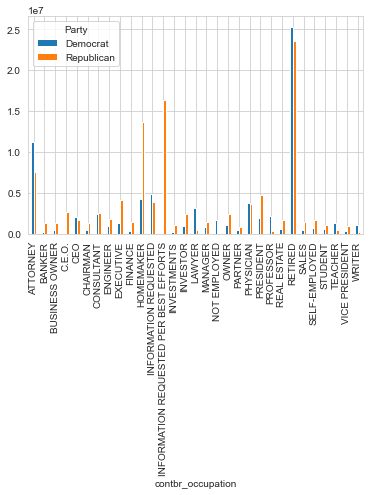 1e7
Party
Democrat
Republican
2.5
2.0
1.5
1.0
0.5
0.0
ATTORNEY
BANKER
BUSINESS OWNER
C.E.O.
CEO
CHAIRMAN
CONSULTANT
ENGINEER
EXECUTIVE
FINANCE
HOMEMAKER
INFORMATION REQUESTED
INFORMATION REQUESTED PER BEST EFFORTS
INVESTMENTS
INVESTOR
LAWYER
MANAGER
NOT EMPLOYED
OWNER
PARTNER
PHYSICIAN
PRESIDENT
PROFESSOR
REAL ESTATE
RETIRED
SALES
SELF-EMPLOYED
STUDENT
TEACHER
VICE PRESIDENT
WRITER
contbr_occupation